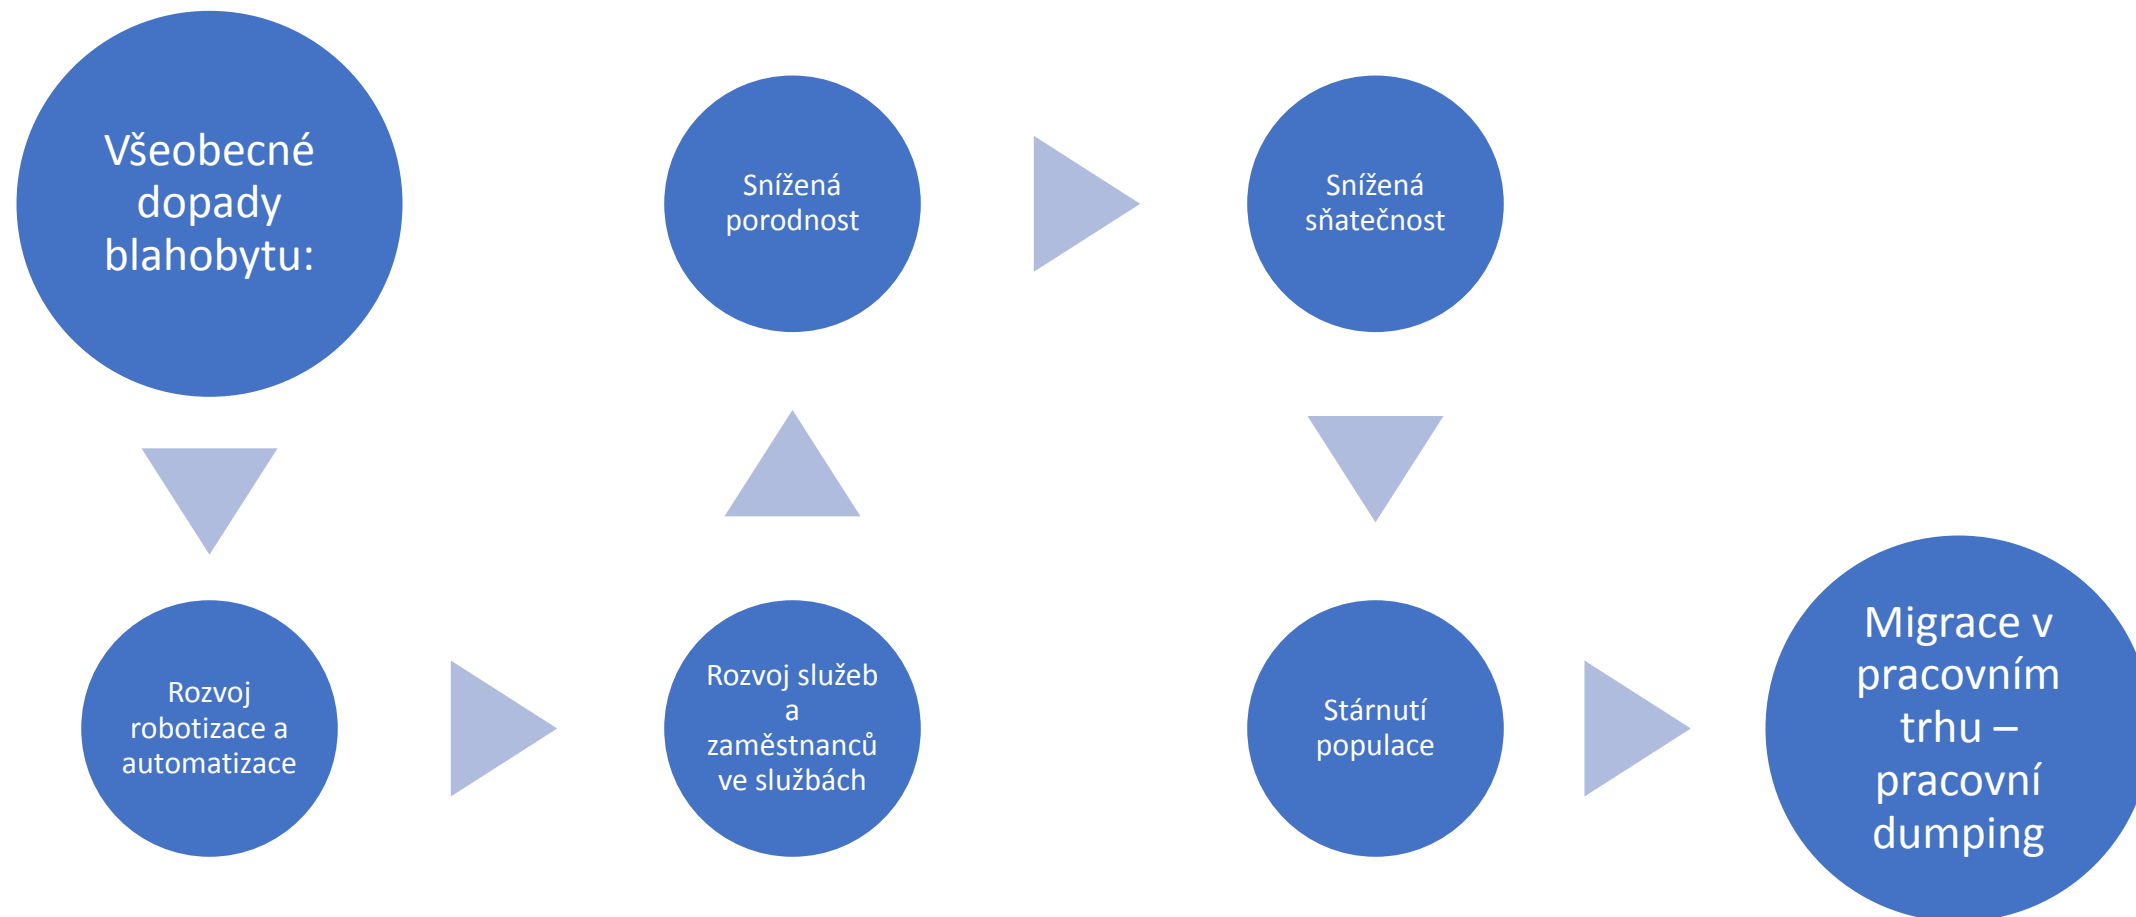 Všeobecné
dopady
blahobytu:
Rozvoj
robotizace a
automatizace
Rozvoj služeb
a
zaměstnanců
ve službách
Snížená
porodnost
Snížená
sňatečnost
Stárnutí
populace
Migrace v
pracovním
trhu –
pracovní
dumping